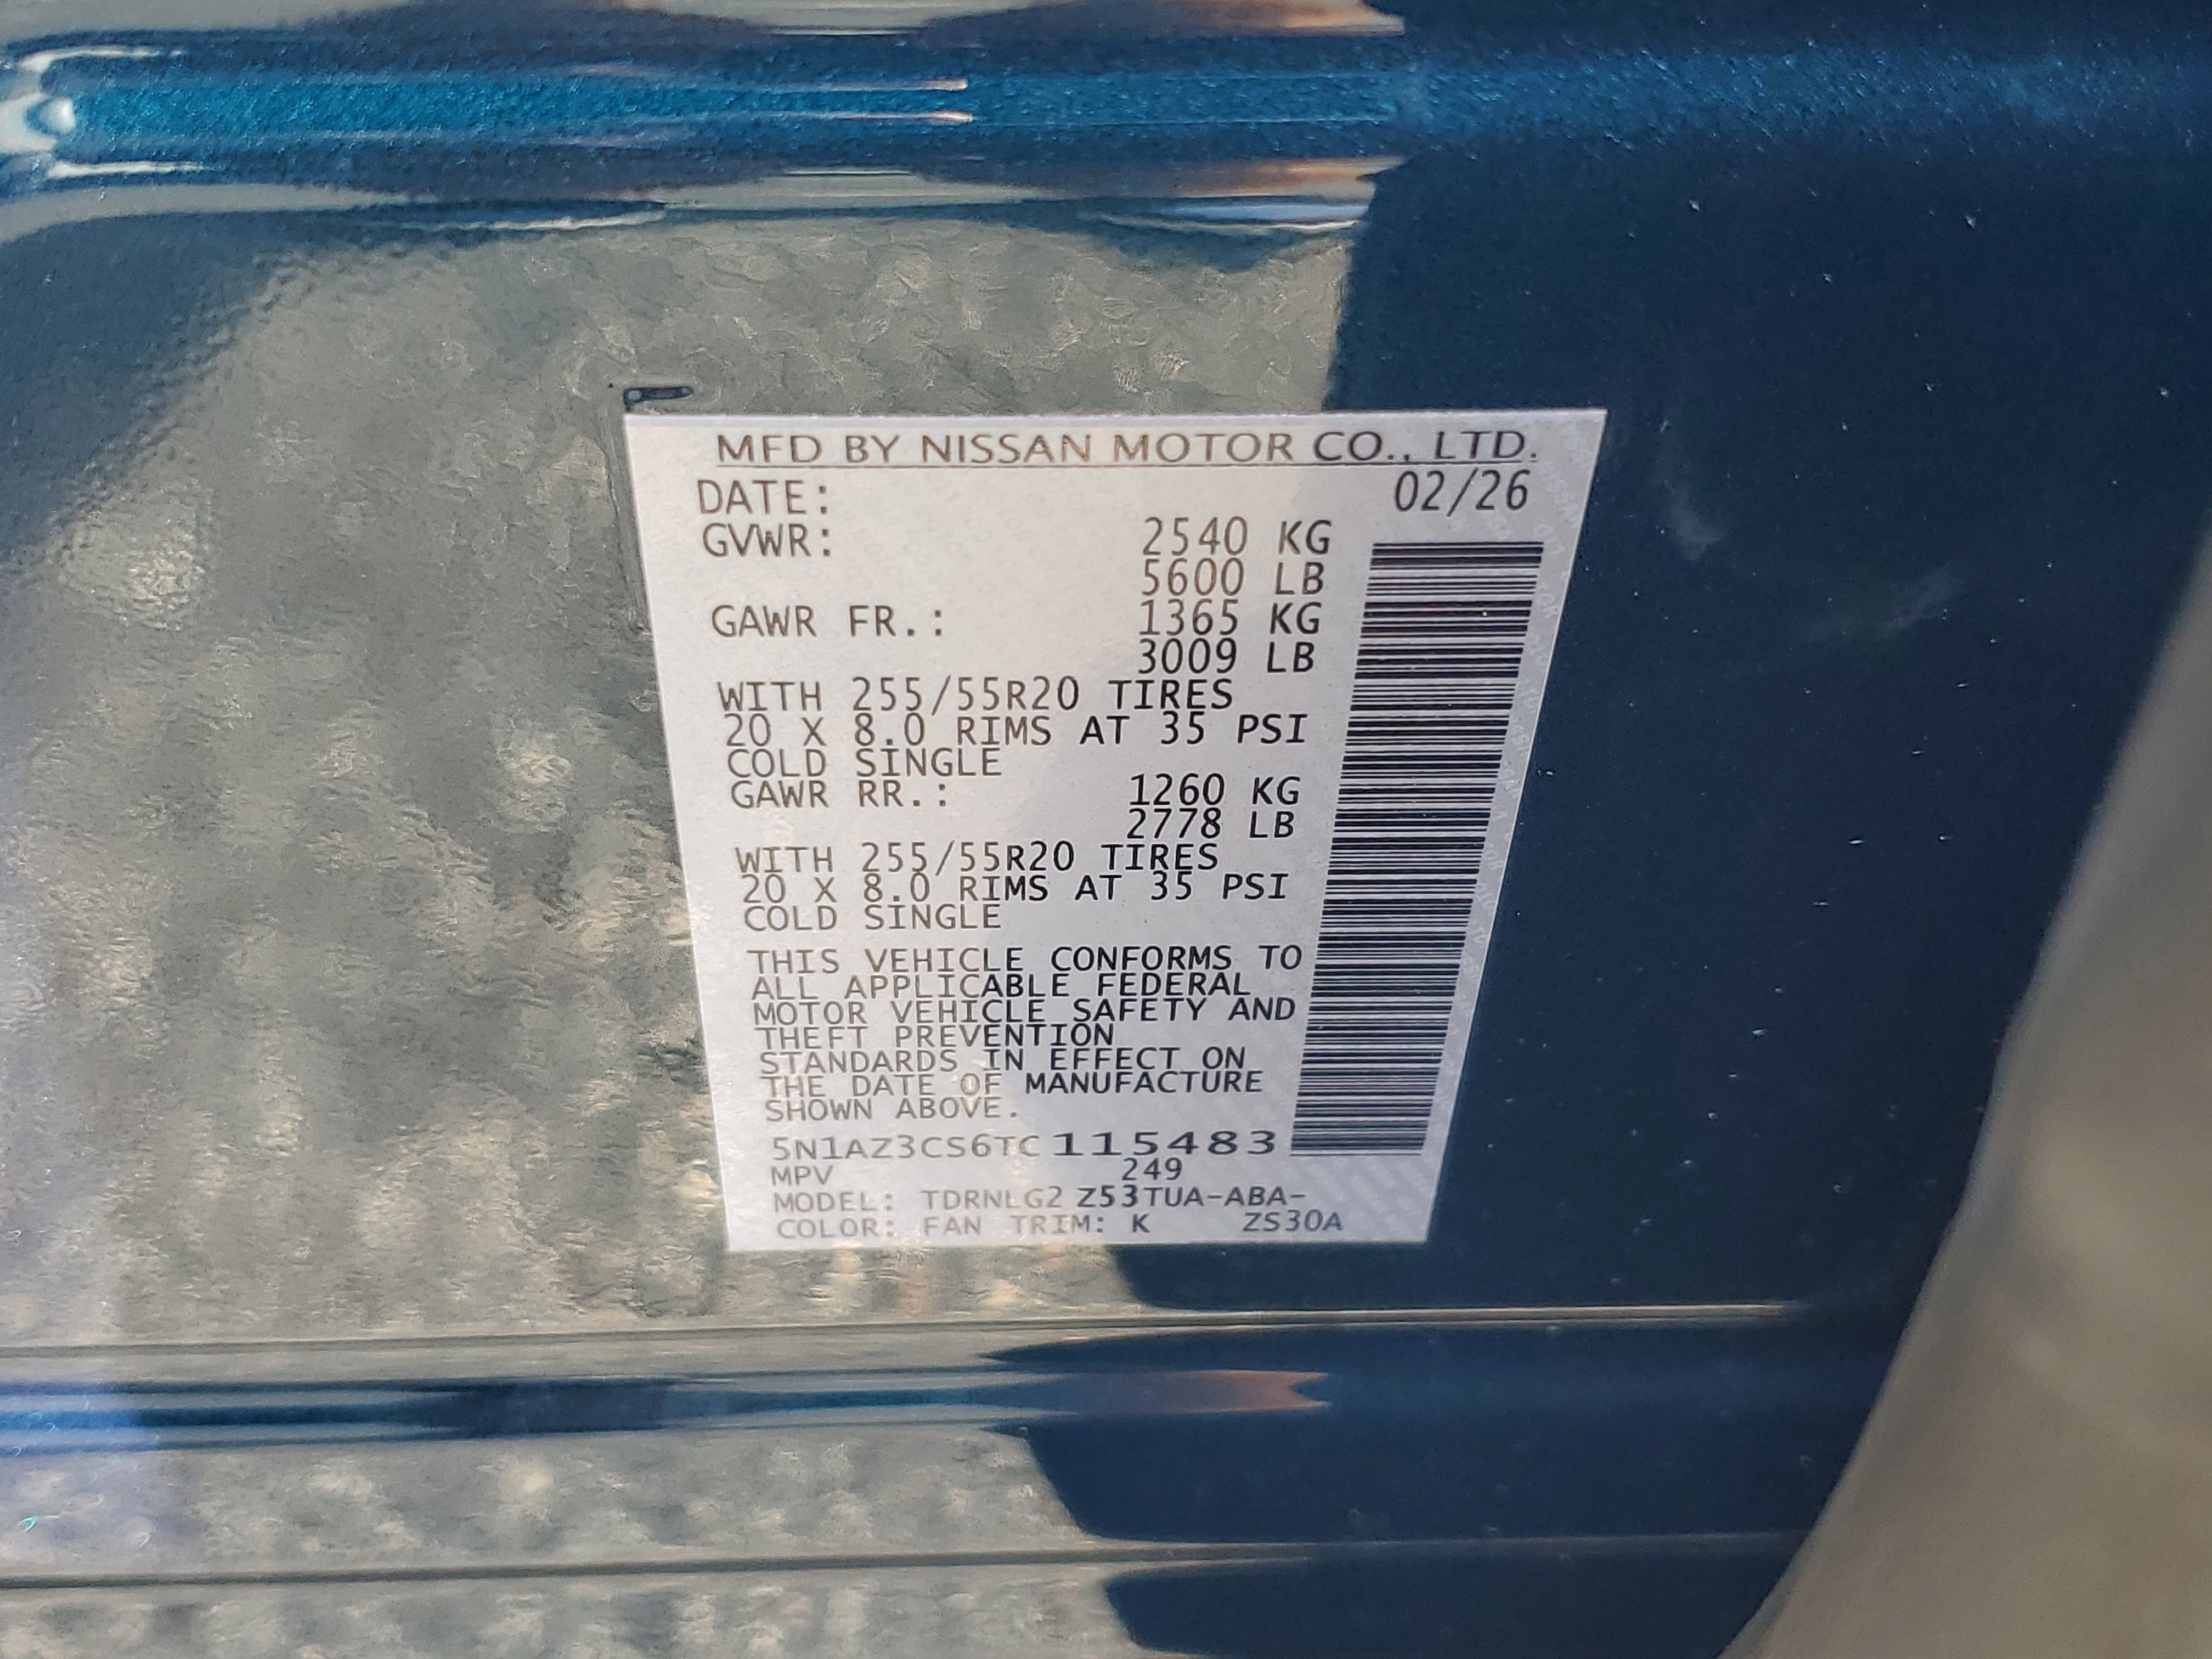 MFD BY NISSAN MOTOR CO., LTD.
DATE: 02/26
GVWR: 2540 KG
5600 LB
GAWR FR.: 1365 KG
3009 LB
WITH 255/55R20 TIRES
20 X 8.0 RIMS AT 35 PSI
COLD SINGLE
GAWR RR.: 1260 KG
2778 LB
WITH 255/55R20 TIRES
20 X 8.0 RIMS AT 35 PSI
COLD SINGLE
THIS VEHICLE CONFORMS TO
ALL APPLICABLE FEDERAL
MOTOR VEHICLE SAFETY AND
THEFT PREVENTION
STANDARDS IN EFFECT ON
THE DATE OF MANUFACTURE
SHOWN ABOVE.
5N1AZ3CS6TC115483
MPV 249
MODEL: TDRNLG2 Z53TUA-ABA-
COLOR: FAN TRIM: K ZS30A